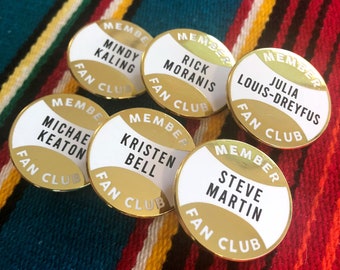 MEMBER
MINDY
KALING
FAN CLUB
MEMBER
RICK
MORANIS
FAN CLUB
MEMBER
JULIA
LOUIS-DREYFUS
FAN CLUB
MEMBER
MICHAE
KEATON
FAN CLUB
MEMBER
KRISTEN
BELL
FAN CLUB
MEMBER
STEVE
MARTIN
FAN CLUB